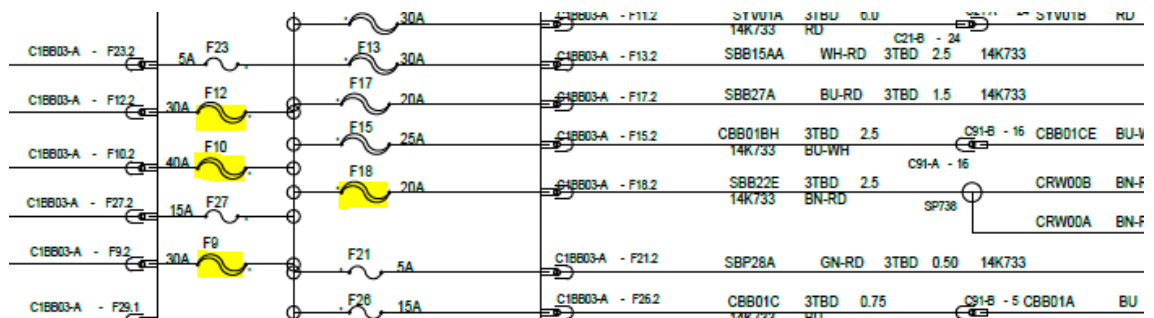 30A C1BB03-A - F11.2 SYV01A 3TBD 6.0 SYV01B RD
14K733 RD
C1BB03-A - F23.2 5A F23 F13 30A C1BB03-A - F13.2 SBB15AA WH-RD 3TBD 2.5 14K733
C21-B - 24
C1BB03-A - F12.2 30A F12 F17 20A C1BB03-A - F17.2 SBB27A BU-RD 3TBD 1.5 14K733
F15 25A C1BB03-A - F15.2 CBB01BH 3TBD 2.5 C91-B - 16 CBB01CE
14K733 BU-WH
C91-A - 16
C1BB03-A - F10.2 40A F10 F18 20A C1BB03-A - F18.2 SBB22E 3TBD 2.5 CRW00B
14K733 BN-RD
SP738
C1BB03-A - F27.2 15A F27 CRW00A
C1BB03-A - F9.2 30A F9 F21 5A C1BB03-A - F21.2 SBP28A GN-RD 3TBD 0.50 14K733
C1BB03-A - F29.1 F26 15A C1BB03-A - F26.2 CBB01C 3TBD 0.75 C91-B - 5 CBB01A BU
14K733